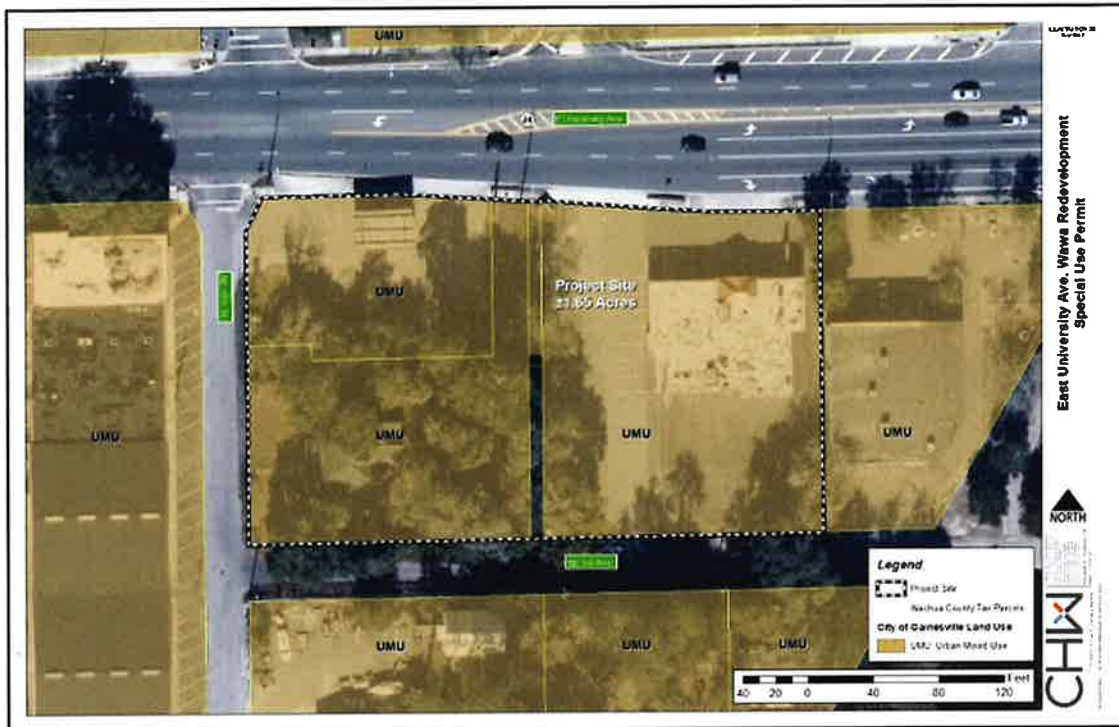 UMU
E University Ave
Project Site
±1.65 Acres
UMU
UMU
UMU
UMU
UMU
UMU
UMU
UMU
East University Ave. Wawa Redevelopment
Special Use Permit
NORTH
CHW
Legend
Project Site
Alachua County Tax Parcels
City of Gainesville Land Use
UMU: Urban Mixed-Use
Feet
40 20 0 40 80 120